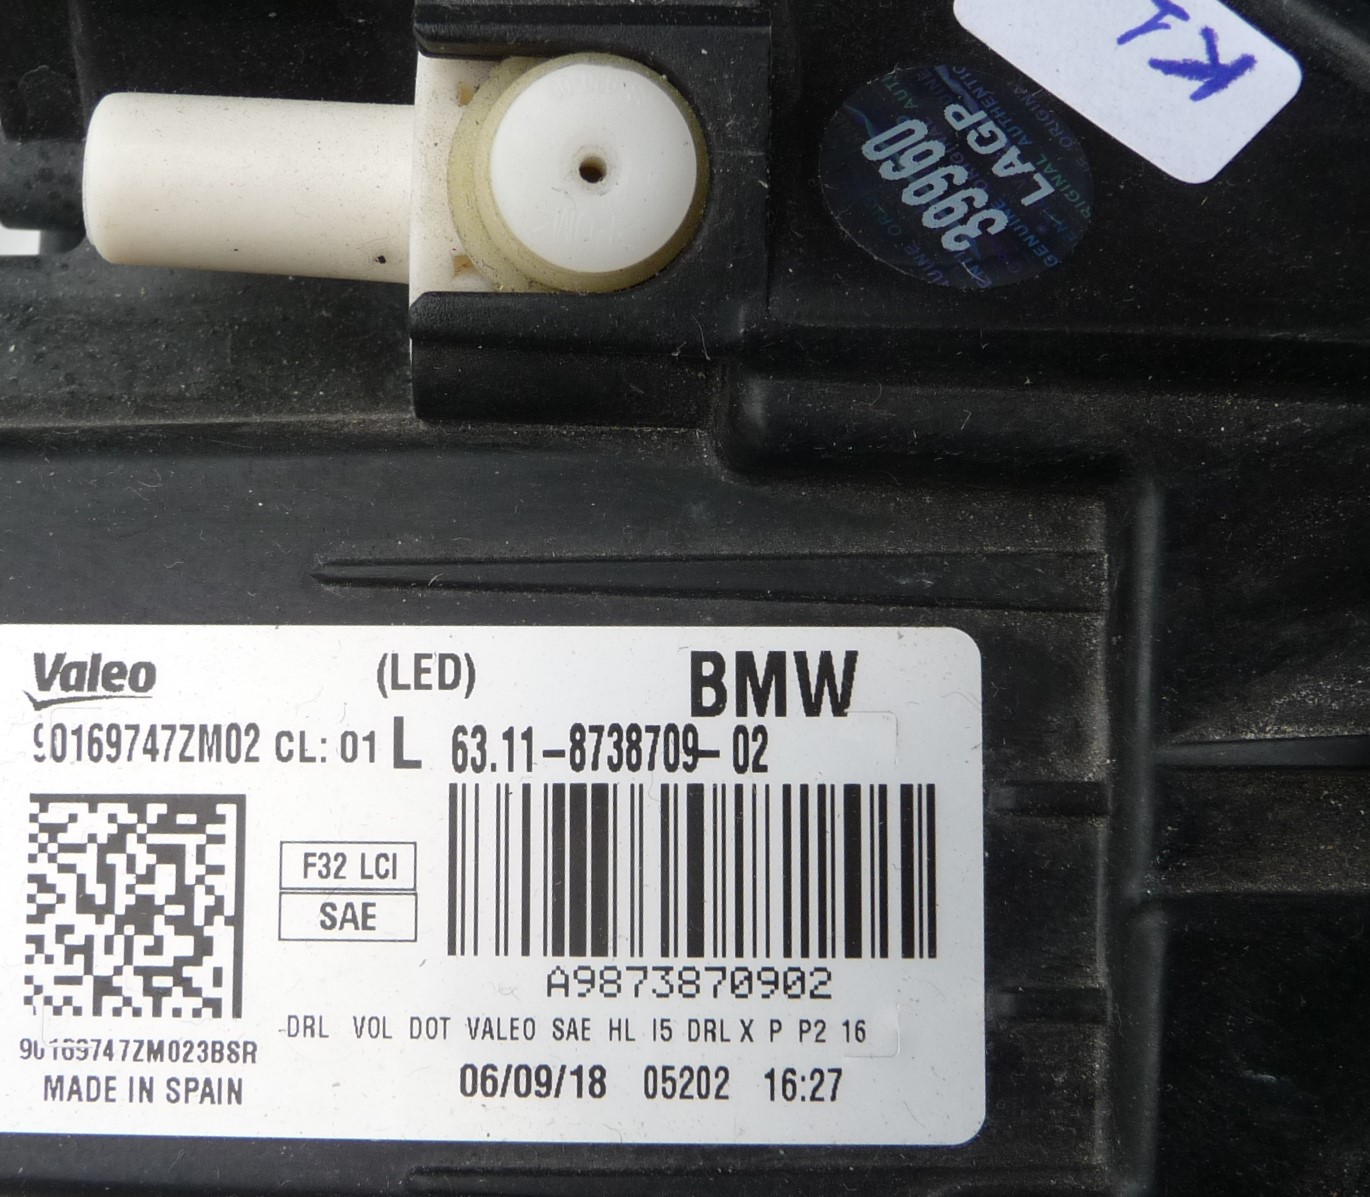 K1
39960
LAGP
Valeo (LED) BMW
90169747ZM02 CL: 01 L 63.11-8738709-02
F32 LCI
SAE
A9873870902
-DRL VOL DOT VALEO SAE HL I5 DRL X P P2 16
90169747ZM023BSR
MADE IN SPAIN
06/09/18 05202 16:27